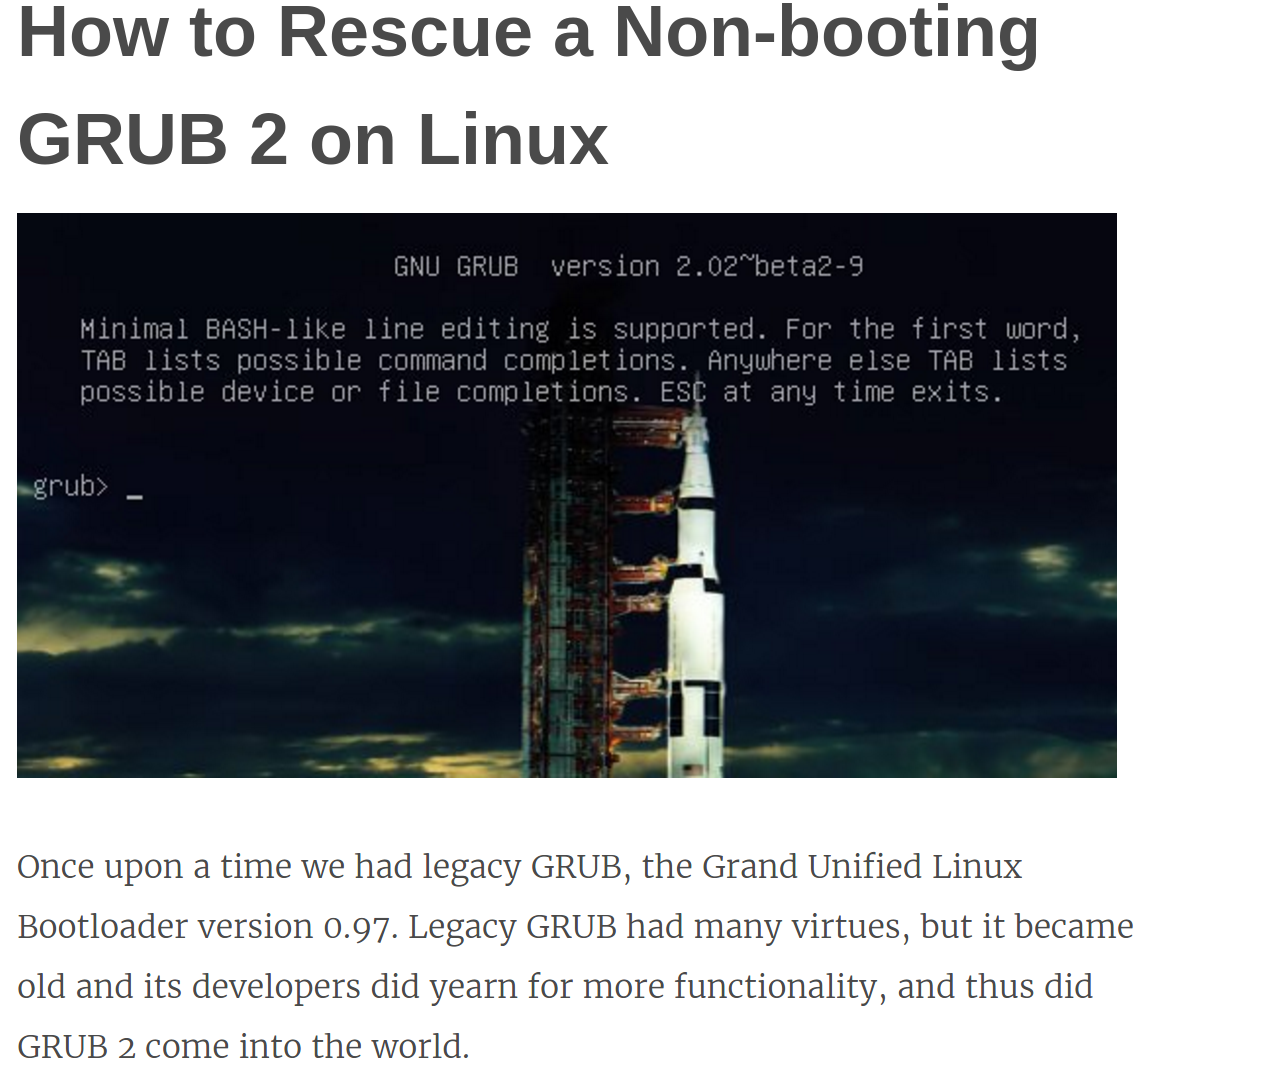 How to Rescue a Non-booting
GRUB 2 on Linux
GNU GRUB version 2.02~beta2-9
Minimal BASH-like line editing is supported. For the first word,
TAB lists possible command completions. Anywhere else TAB lists
possible device or file completions. ESC at any time exits.
grub> _
Once upon a time we had legacy GRUB, the Grand Unified Linux
Bootloader version 0.97. Legacy GRUB had many virtues, but it became
old and its developers did yearn for more functionality, and thus did
GRUB 2 come into the world.